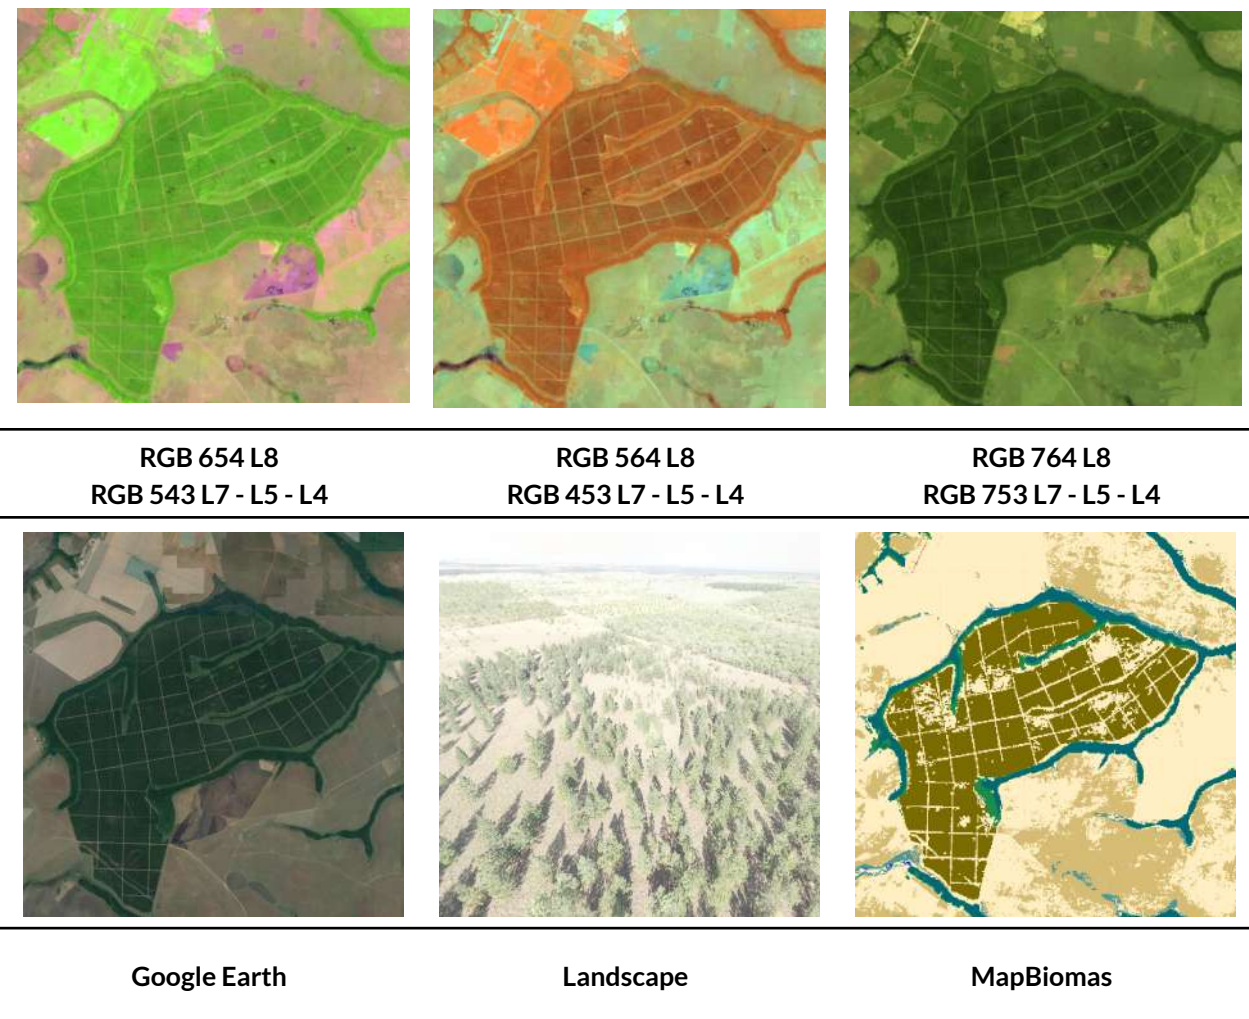 RGB 654 L8
RGB 564 L8
RGB 764 L8
RGB 543 L7 - L5 - L4
RGB 453 L7 - L5 - L4
RGB 753 L7 - L5 - L4
Google Earth
Landscape
MapBiomas